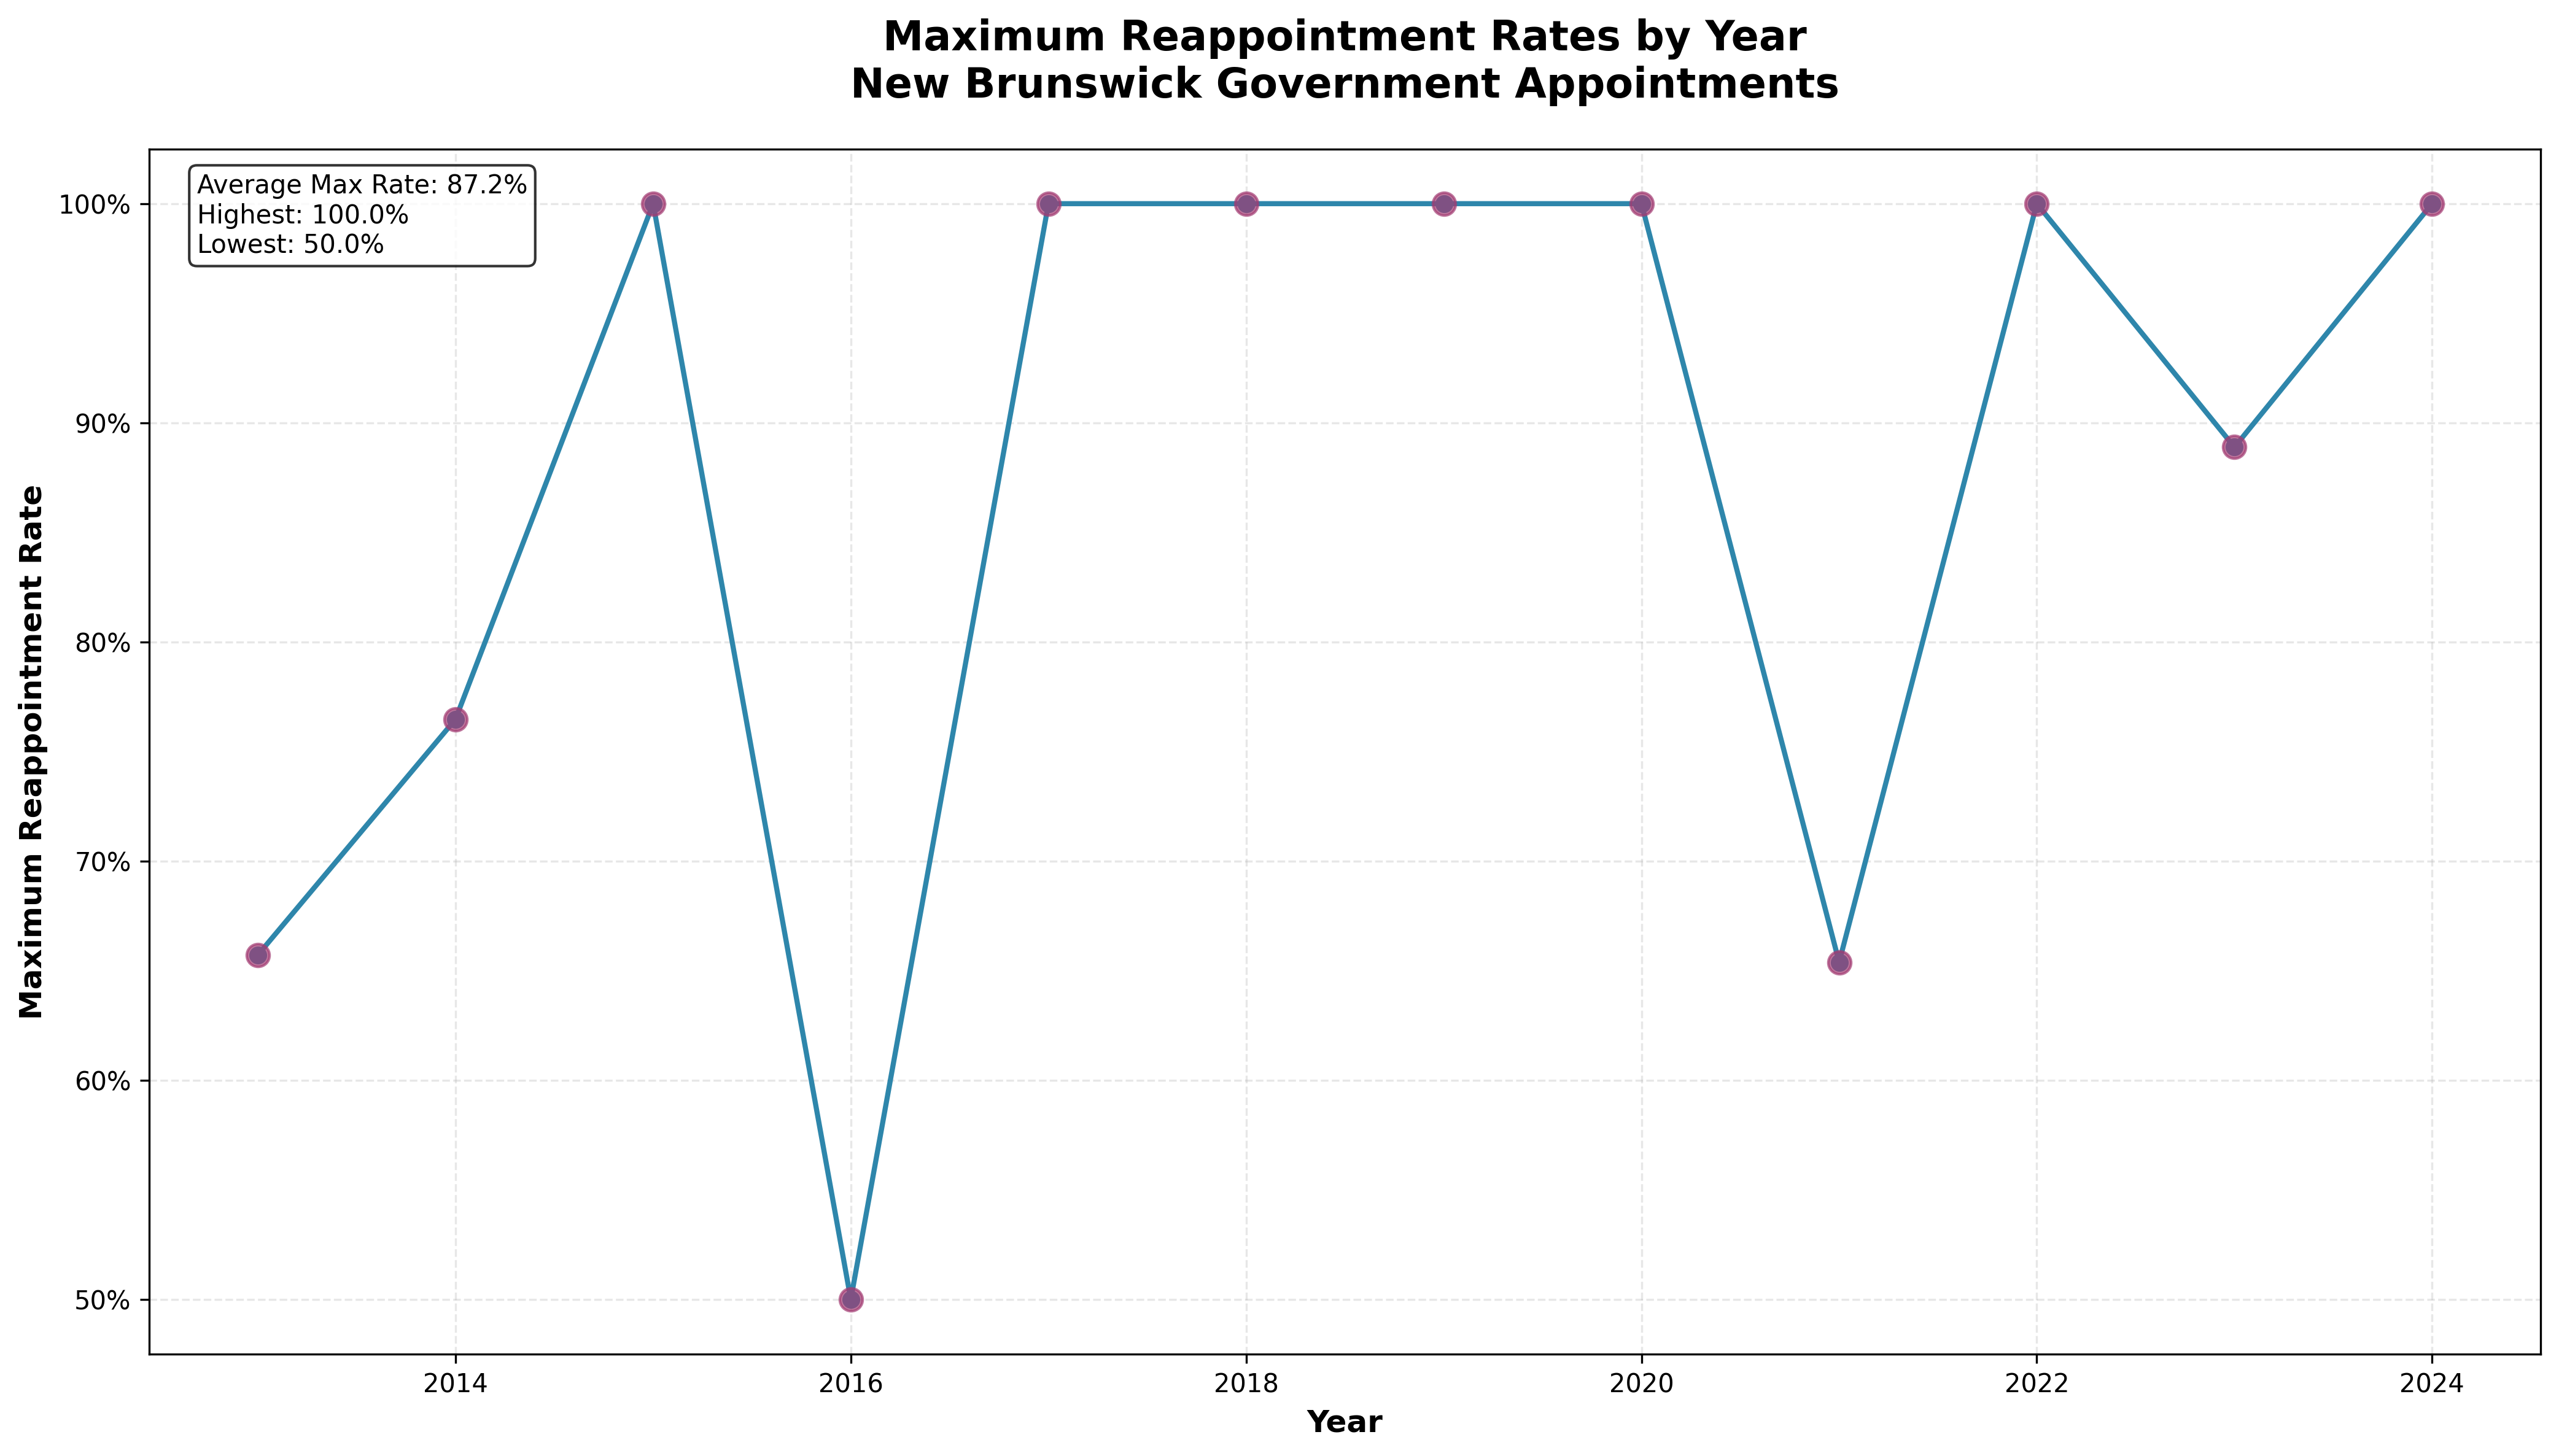 Maximum Reappointment Rates by Year
New Brunswick Government Appointments
Average Max Rate: 87.2%
Highest: 100.0%
Lowest: 50.0%
Maximum Reappointment Rate
100%
90%
80%
70%
60%
50%
2014
2016
2018
2020
2022
2024
Year